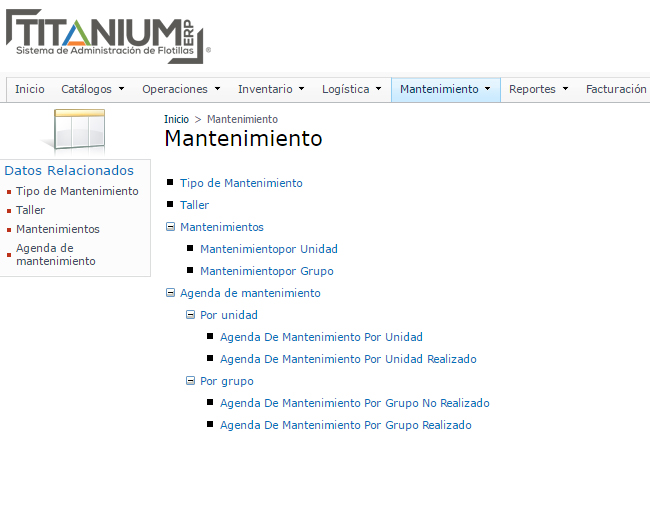 TITANIUM ERP
Sistema de Administración de Flotillas ®
Inicio Catálogos Operaciones Inventario Logística Mantenimiento Reportes Facturación
Inicio > Mantenimiento
Mantenimiento
Datos Relacionados
Tipo de Mantenimiento
Taller
Mantenimientos
Agenda de
mantenimiento
Tipo de Mantenimiento
Taller
Mantenimientos
Mantenimientopor Unidad
Mantenimientopor Grupo
Agenda de mantenimiento
Por unidad
Agenda De Mantenimiento Por Unidad
Agenda De Mantenimiento Por Unidad Realizado
Por grupo
Agenda De Mantenimiento Por Grupo No Realizado
Agenda De Mantenimiento Por Grupo Realizado